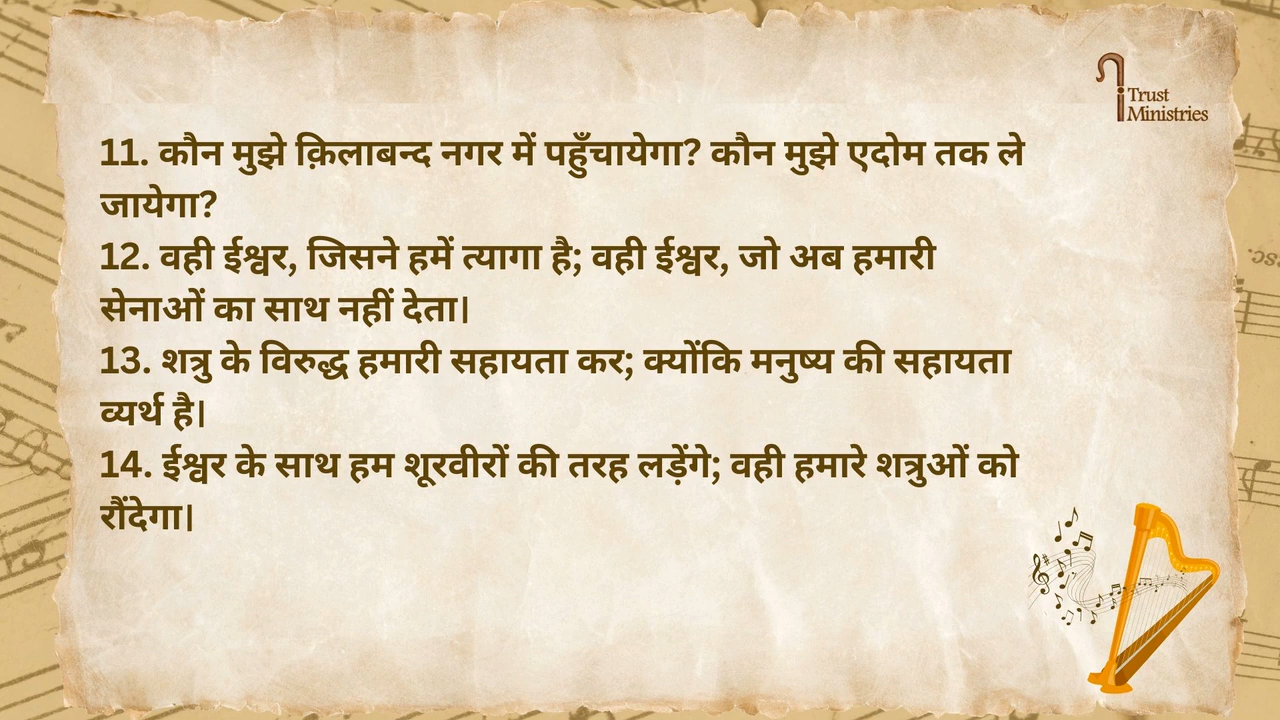 Trust
Ministries
11. कौन मुझे क़िलाबन्द नगर में पहुँचायेगा? कौन मुझे एदोम तक ले
जायेगा?
12. वही ईश्वर, जिसने हमें त्यागा है; वही ईश्वर, जो अब हमारी
सेनाओं का साथ नहीं देता।
13. शत्रु के विरुद्ध हमारी सहायता कर; क्योंकि मनुष्य की सहायता
व्यर्थ है।
14. ईश्वर के साथ हम शूरवीरों की तरह लड़ेंगे; वही हमारे शत्रुओं को
रौंदेगा।